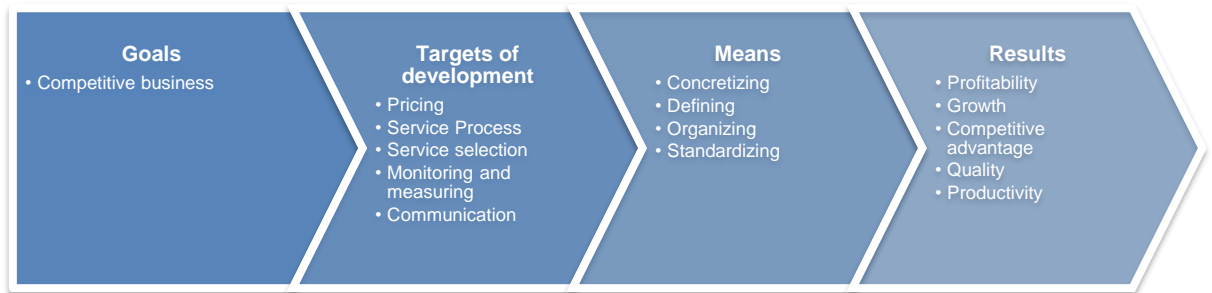 Goals
• Competitive business
Targets of
development
• Pricing
• Service Process
• Service selection
• Monitoring and
measuring
• Communication
Means
• Concretizing
• Defining
• Organizing
• Standardizing
Results
• Profitability
• Growth
• Competitive
advantage
• Quality
• Productivity